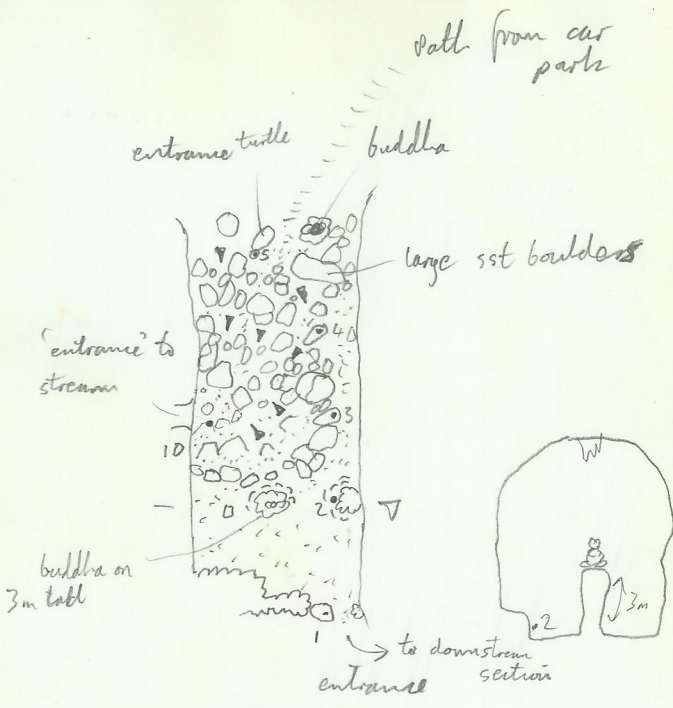 path from car
park
entrance turtle
buddha
large sst boulders
5
4
'entrance' to
stream
3
10
2
buddha on
3m tall
3m
2
1
to downstream
section
entrance